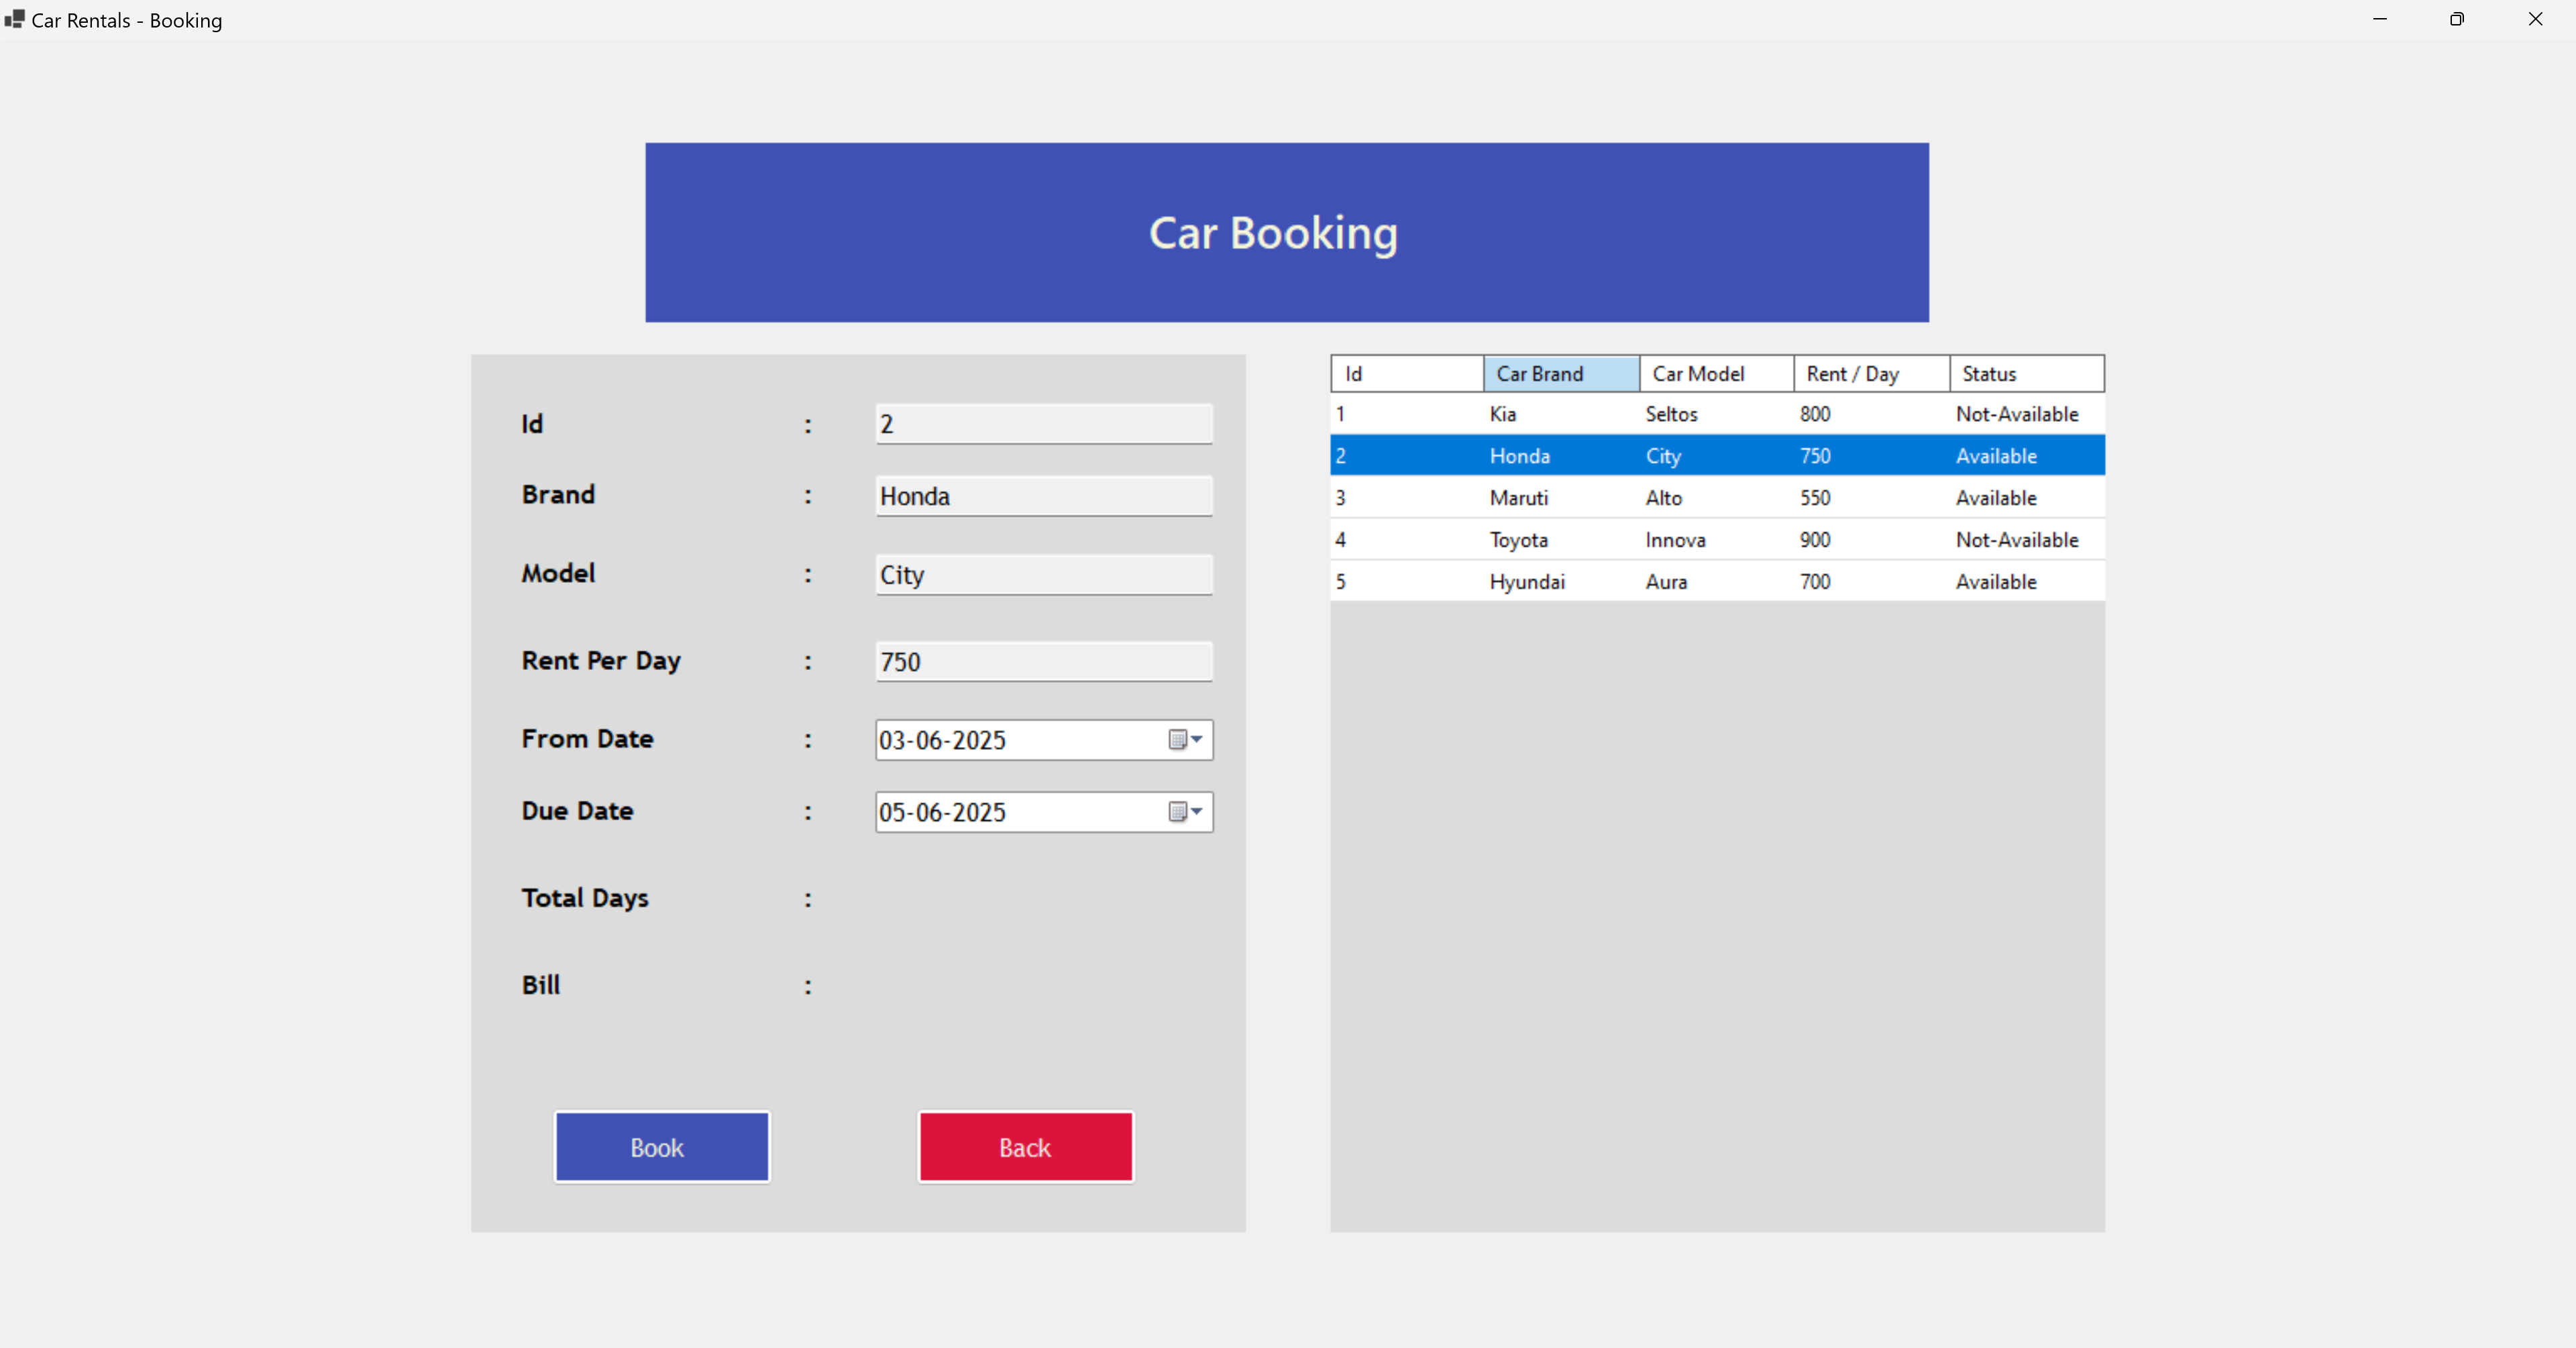 Car Rentals - Booking
Car Booking
Id : 2
Brand : Honda
Model : City
Rent Per Day : 750
From Date : 03-06-2025
Due Date : 05-06-2025
Total Days :
Bill :
Book Back
Id Car Brand Car Model Rent / Day Status
1 Kia Seltos 800 Not-Available
2 Honda City 750 Available
3 Maruti Alto 550 Available
4 Toyota Innova 900 Not-Available
5 Hyundai Aura 700 Available